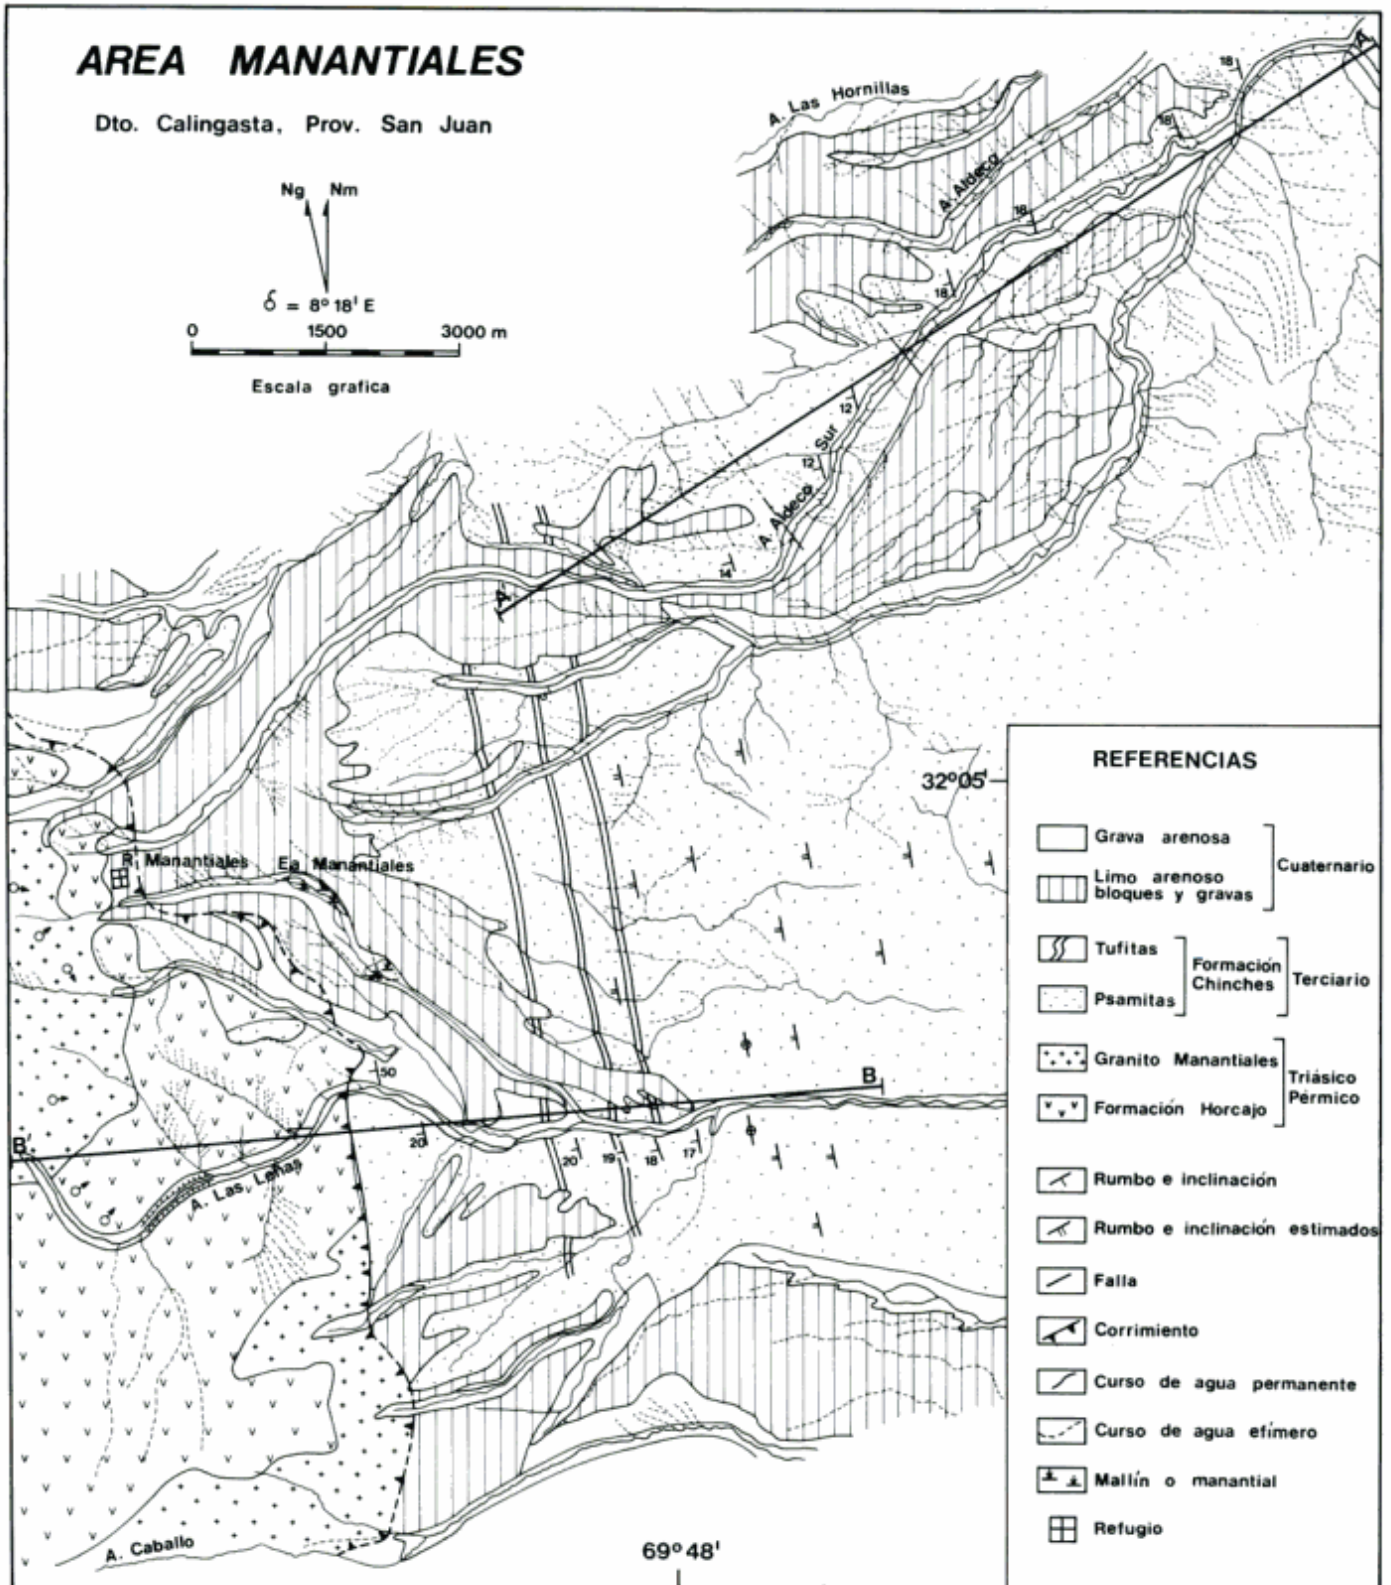 AREA MANANTIALES
Dto. Calingasta, Prov. San Juan
Ng Nm
δ = 8° 18' E
0 1500 3000 m
Escala grafica
A. Las Hornillas
A. Aldeco
A
18
18
18
18
12
12
Sur
A. Aldeco
14
A'
32°05'
R Manantiales
Ea Manantiales
50
B
B'
20
20
19
18
17
A. Las Leñas
A. Caballo
69°48'
REFERENCIAS
Grava arenosa
Limo arenoso
bloques y gravas
Cuaternario
Tufitas
Psamitas
Formación
Chinches
Terciario
Granito Manantiales
Formación Horcajo
Triásico
Pérmico
Rumbo e inclinación
Rumbo e inclinación estimados
Falla
Corrimiento
Curso de agua permanente
Curso de agua efímero
Mallín o manantial
Refugio